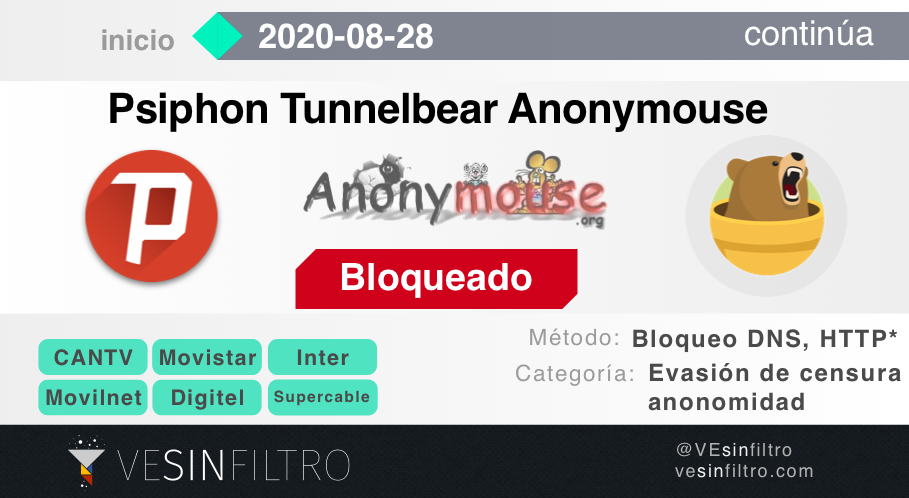 inicio 2020-08-28 continúa
Psiphon Tunnelbear Anonymouse
P
Anonymouse
.org
Bloqueado
Método: Bloqueo DNS, HTTP*
Categoría: Evasión de censura
anonomidad
CANTV Movistar Inter
Movilnet Digitel Supercable
VESINFILTRO
@VEsinfiltro
vesinfiltro.com